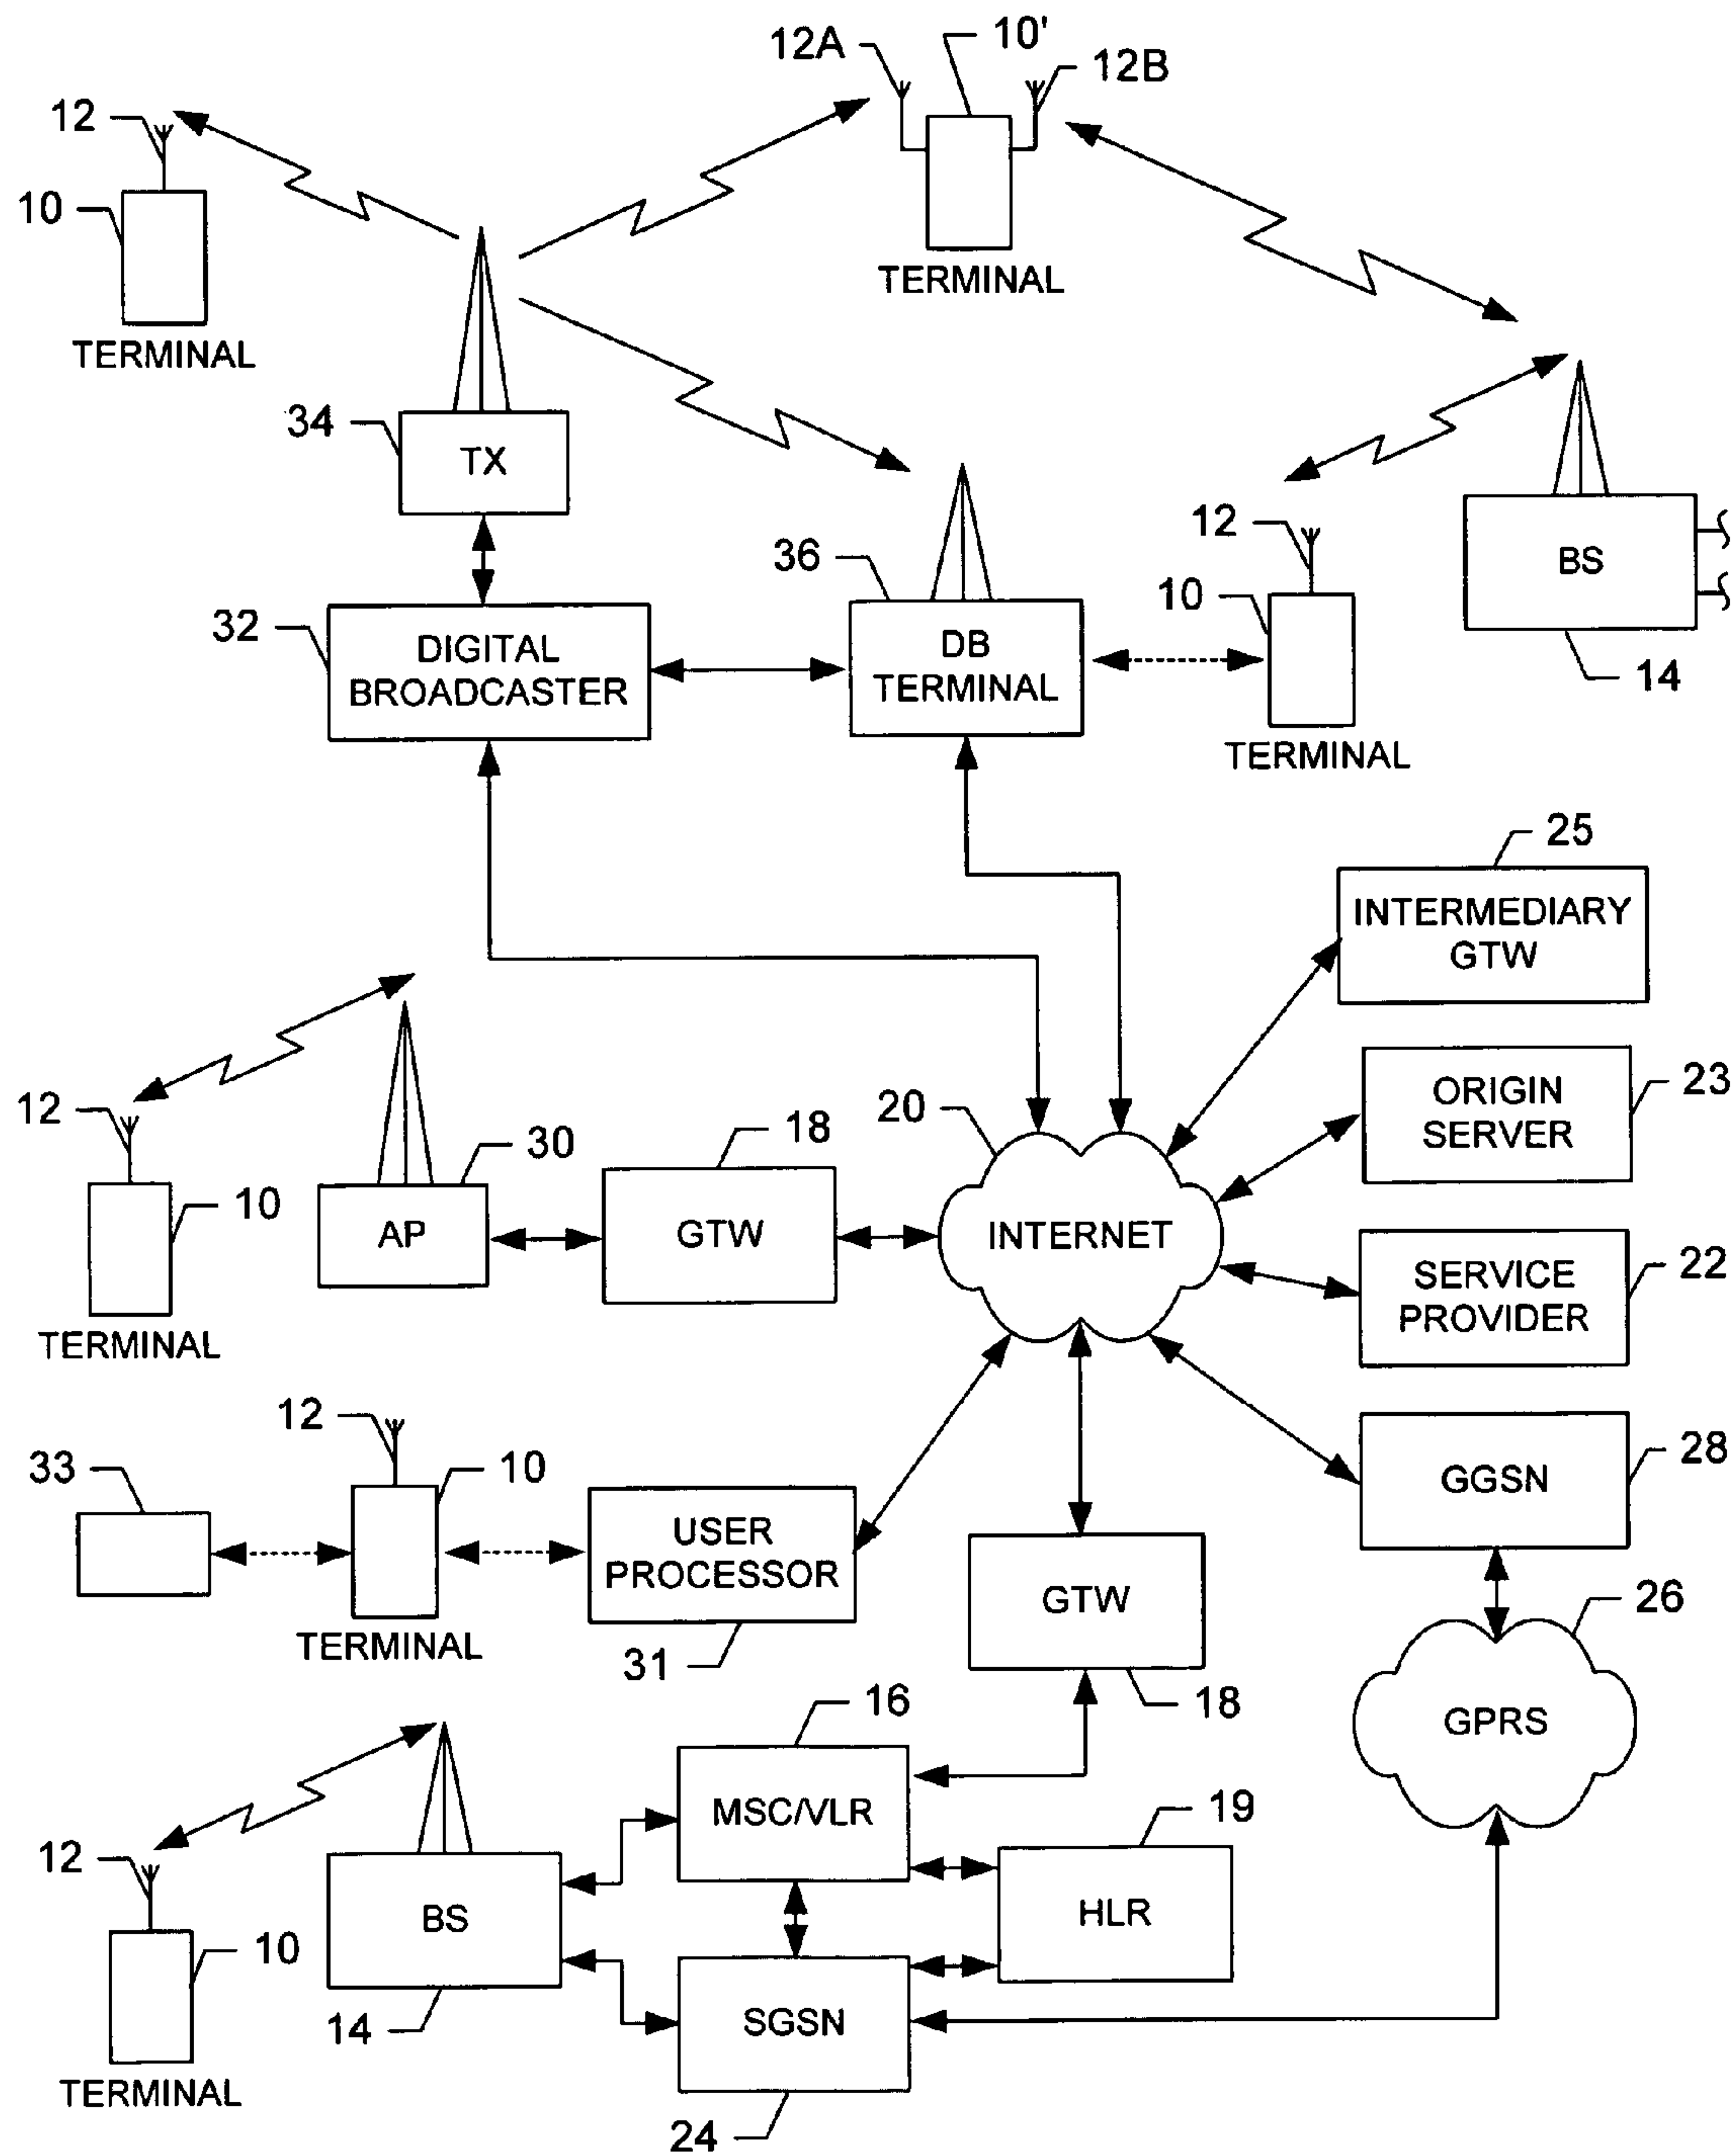 12A
10'
12B
12
10
TERMINAL
TERMINAL
34
TX
12
BS
36
32
DIGITAL
BROADCASTER
DB
TERMINAL
10
14
TERMINAL
25
INTERMEDIARY
GTW
12
30
18
20
ORIGIN
SERVER
23
10
AP
GTW
INTERNET
SERVICE
PROVIDER
22
TERMINAL
12
33
10
USER
PROCESSOR
GGSN
28
TERMINAL
31
GTW
26
18
GPRS
16
MSC/VLR
19
12
BS
HLR
10
14
SGSN
TERMINAL
24